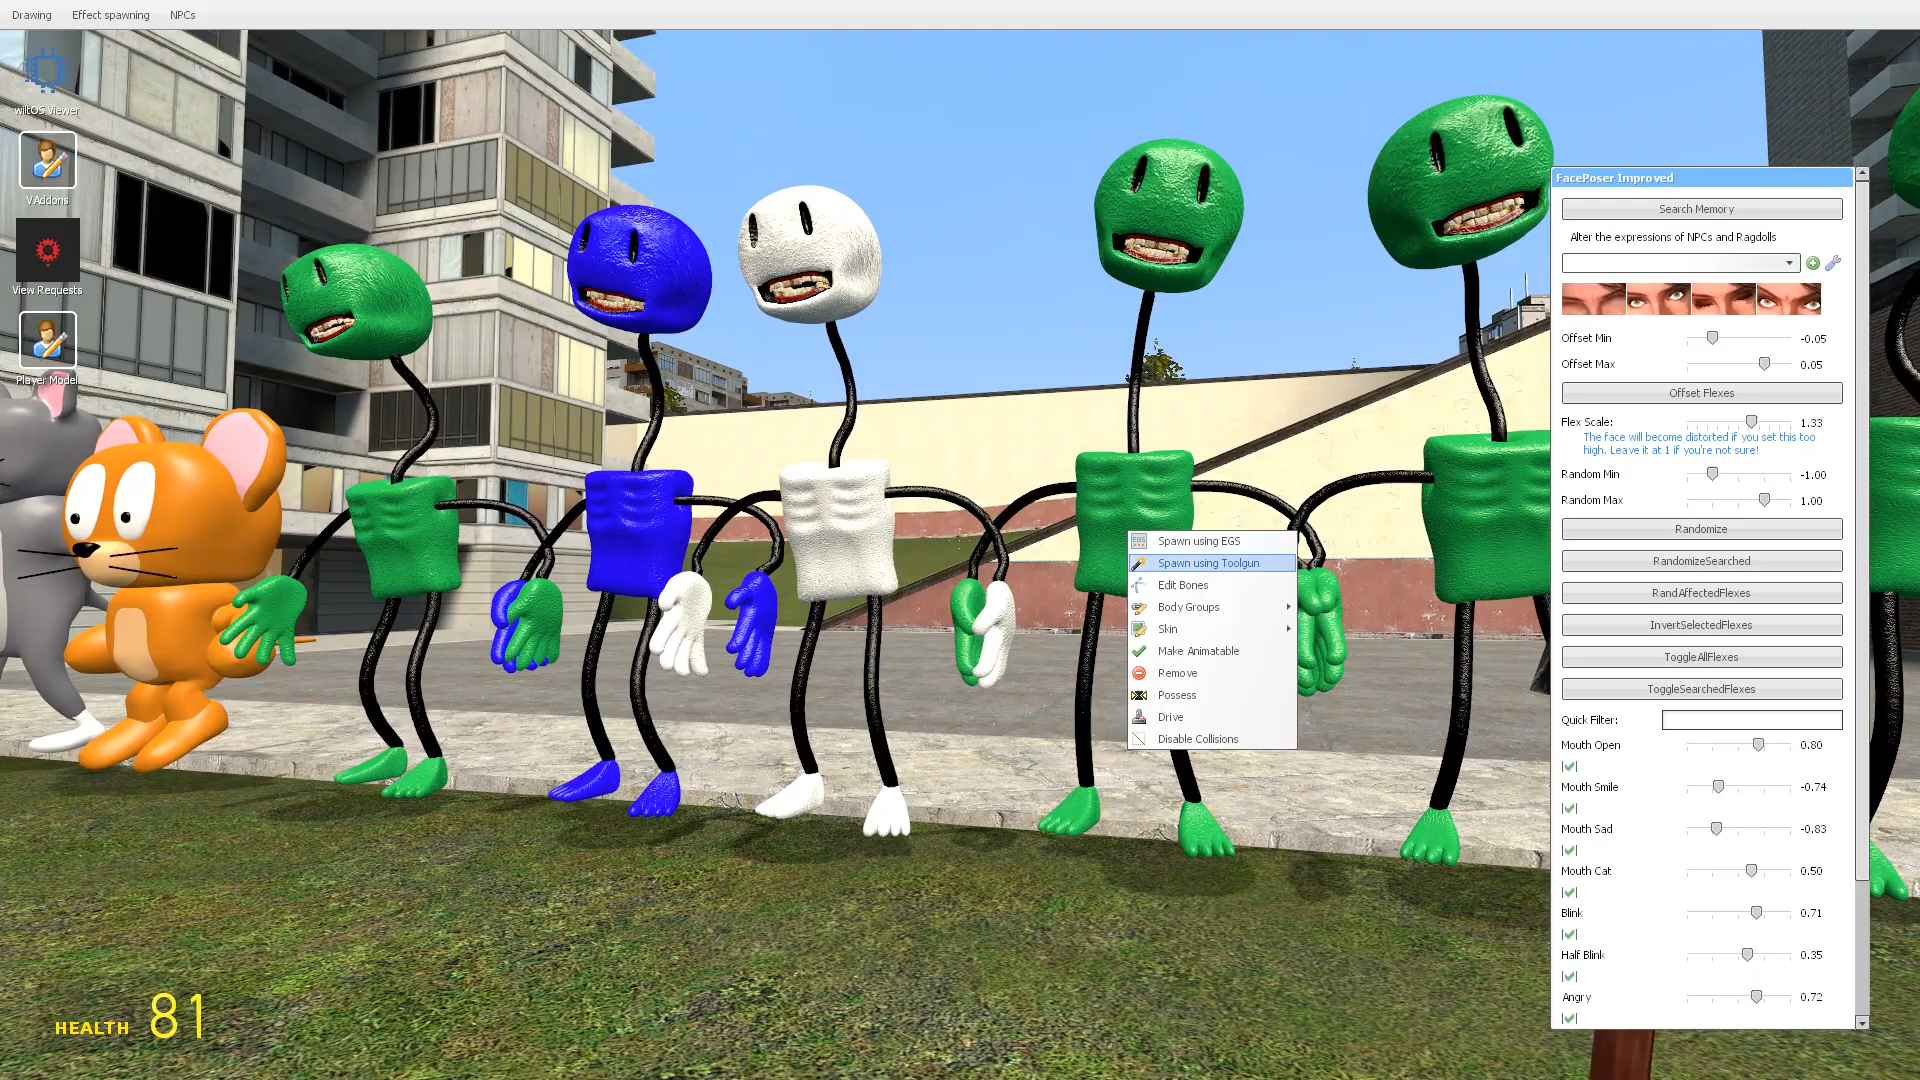 Drawing Effect spawning NPCs
wiltOS Viewer
VAddons
View Requests
Player Model
HEALTH 81
EGS Spawn using EGS
Spawn using Toolgun
Edit Bones
Body Groups
Skin
Make Animatable
Remove
Possess
Drive
Disable Collisions
FacePoser Improved
Search Memory
Alter the expressions of NPCs and Ragdolls
Offset Min -0.05
Offset Max 0.05
Offset Flexes
Flex Scale: 1.33
The face will become distorted if you set this too
high. Leave it at 1 if you're not sure!
Random Min -1.00
Random Max 1.00
Randomize
RandomizeSearched
RandAffectedFlexes
InvertSelectedFlexes
ToggleAllFlexes
ToggleSearchedFlexes
Quick Filter:
Mouth Open 0.80
Mouth Smile -0.74
Mouth Sad -0.83
Mouth Cat 0.50
Blink 0.71
Half Blink 0.35
Angry 0.72